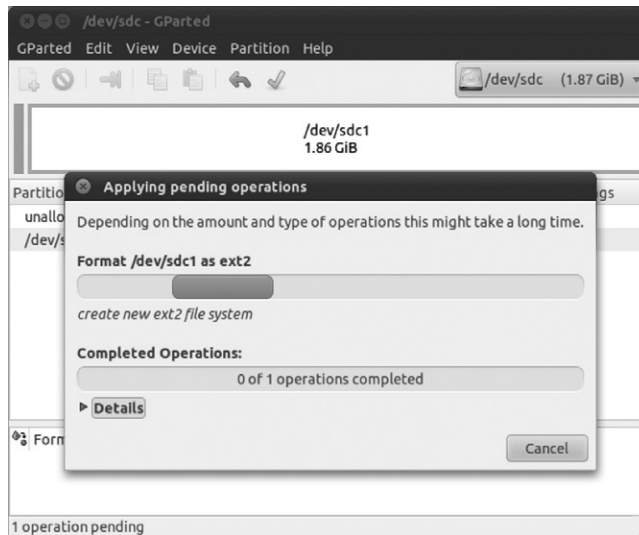 /dev/sdc - GParted
GParted Edit View Device Partition Help
/dev/sdc (1.87 GiB)
/dev/sdc1
1.86 GiB
Partitio
gs
unallo
/dev/s
Applying pending operations
Depending on the amount and type of operations this might take a long time.
Format /dev/sdc1 as ext2
create new ext2 file system
Completed Operations:
0 of 1 operations completed
Details
Cancel
Form
1 operation pending